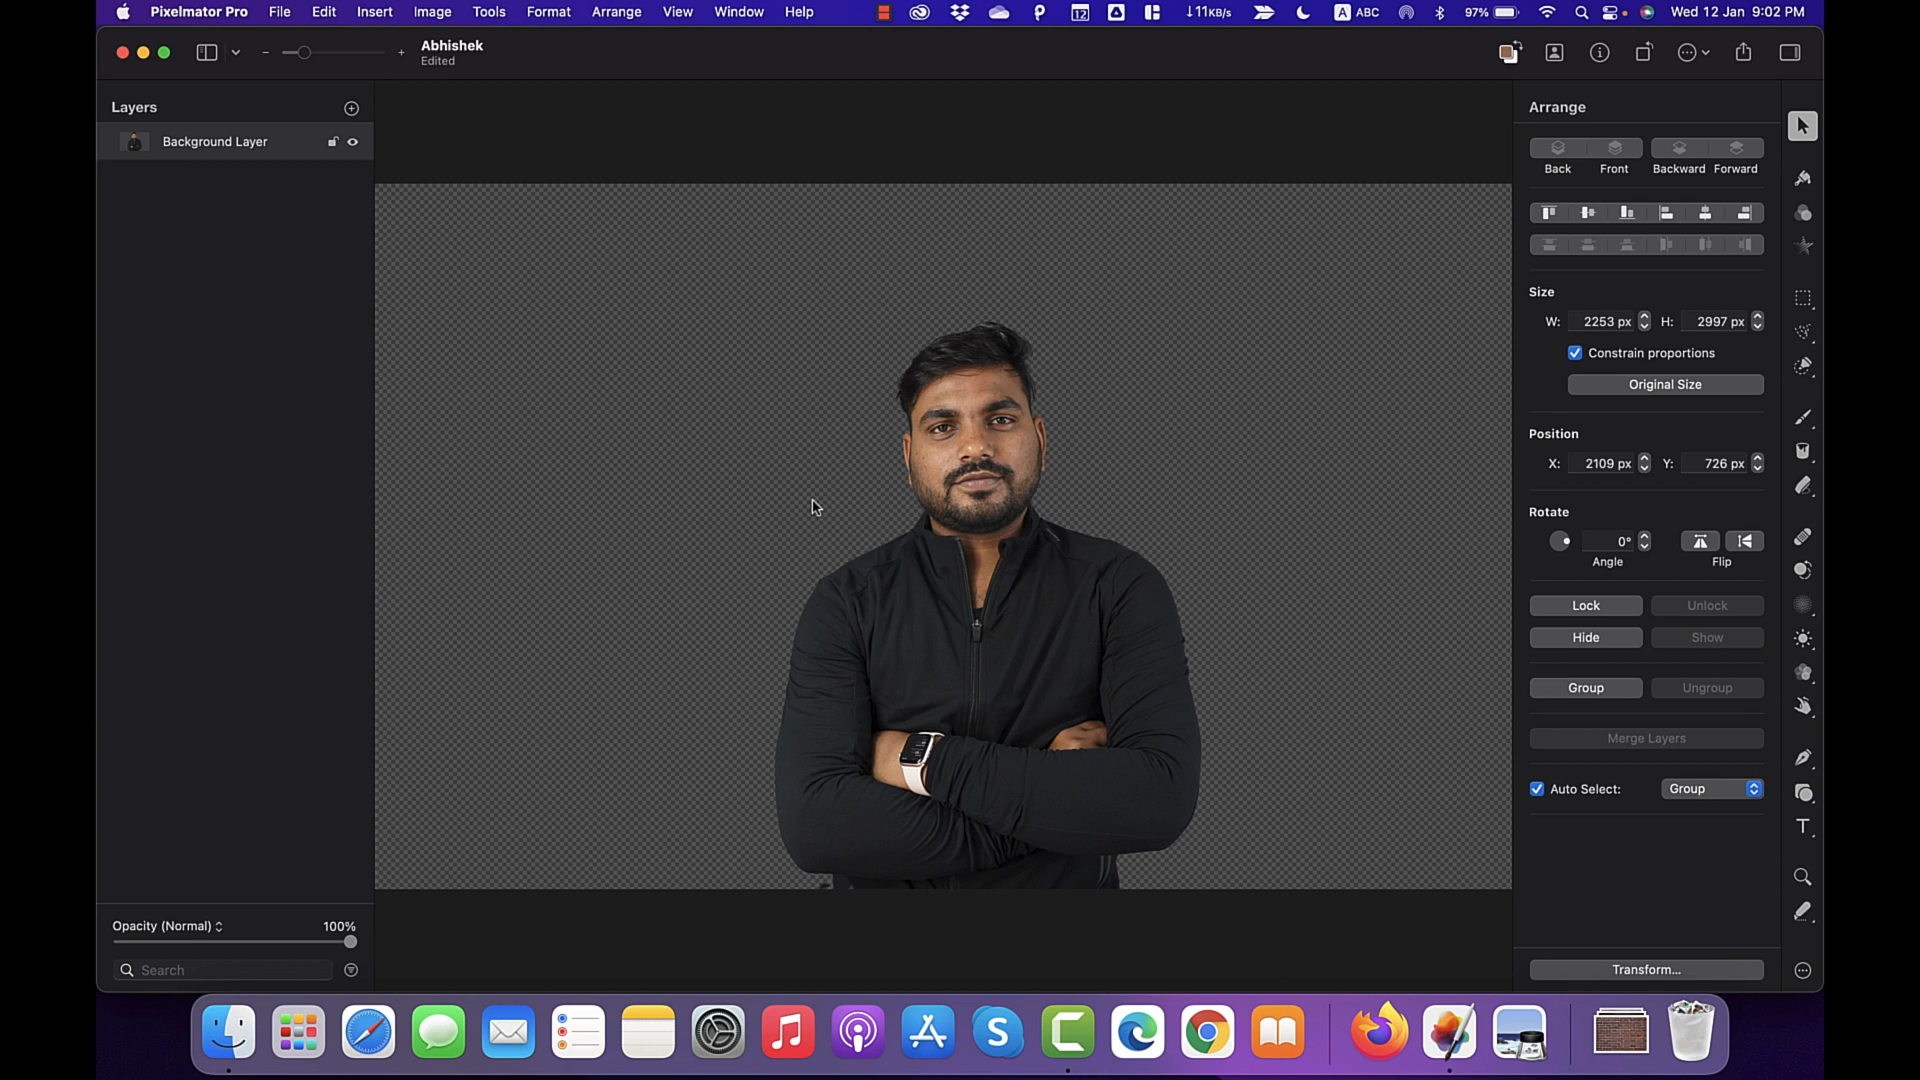 Pixelmator Pro File Edit Insert Image Tools Format Arrange View Window Help 12 ↓11KB/s A ABC 97% Wed 12 Jan 9:02 PM
Abhishek
Edited
Layers
Background Layer
Opacity (Normal) 100%
Search
Arrange
Back Front Backward Forward
Size
W: 2253 px H: 2997 px
Constrain proportions
Original Size
Position
X: 2109 px Y: 726 px
Rotate
0°
Angle Flip
Lock Unlock
Hide Show
Group Ungroup
Merge Layers
Auto Select: Group
Transform...